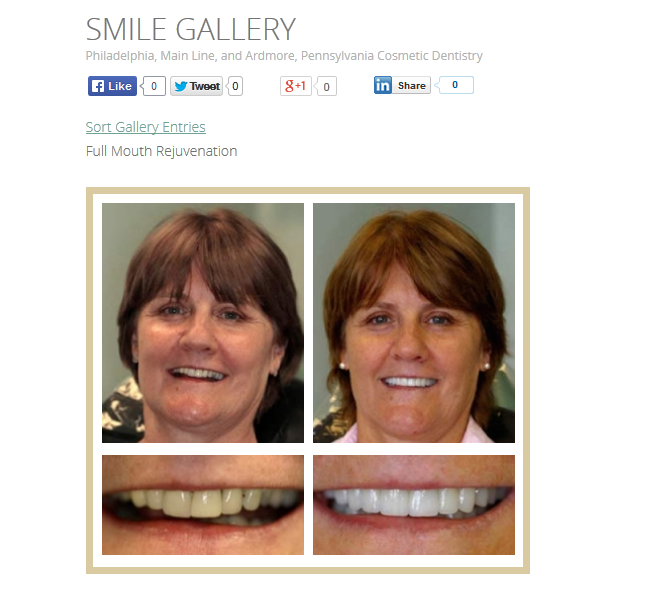 SMILE GALLERY
Philadelphia, Main Line, and Ardmore, Pennsylvania Cosmetic Dentistry
Like 0 Tweet 0 g+1 0 in Share 0
Sort Gallery Entries
Full Mouth Rejuvenation